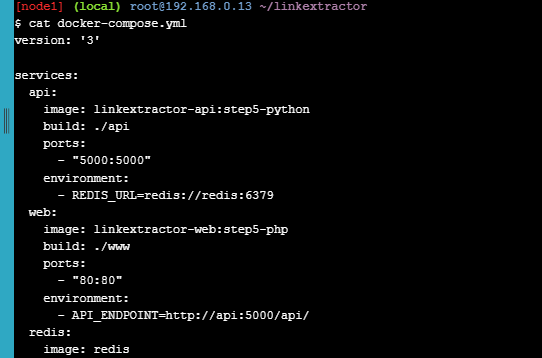 [node1] (local) root@192.168.0.13 ~/linkextractor
$ cat docker-compose.yml
version: '3'

services:
  api:
    image: linkextractor-api:step5-python
    build: ./api
    ports:
      - "5000:5000"
    environment:
      - REDIS_URL=redis://redis:6379
  web:
    image: linkextractor-web:step5-php
    build: ./www
    ports:
      - "80:80"
    environment:
      - API_ENDPOINT=http://api:5000/api/
  redis:
    image: redis